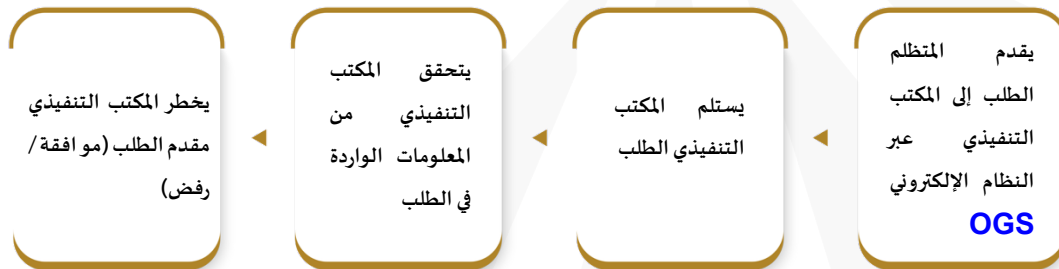 يقدم المتظلم
الطلب إلى المكتب
التنفيذي عبر
النظام الإلكتروني
OGS
يستلم المكتب
التنفيذي الطلب
يتحقق المكتب
التنفيذي من
المعلومات الواردة
في الطلب
يخطر المكتب التنفيذي
مقدم الطلب (موافقة/
رفض)